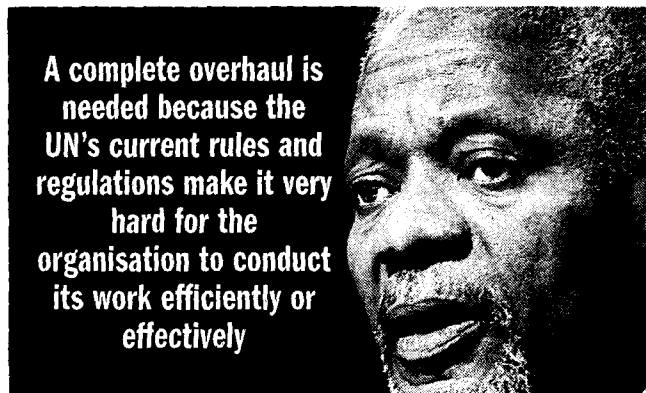 A complete overhaul is
needed because the
UN's current rules and
regulations make it very
hard for the
organisation to conduct
its work efficiently or
effectively